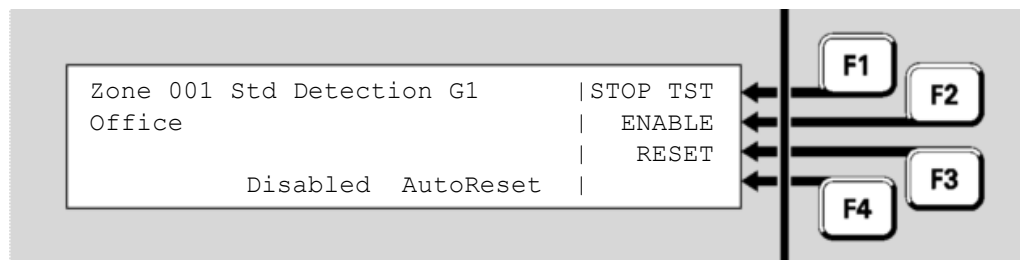 Zone 001 Std Detection G1 |STOP TST
Office | ENABLE
| RESET
Disabled AutoReset |
F1
F2
F3
F4